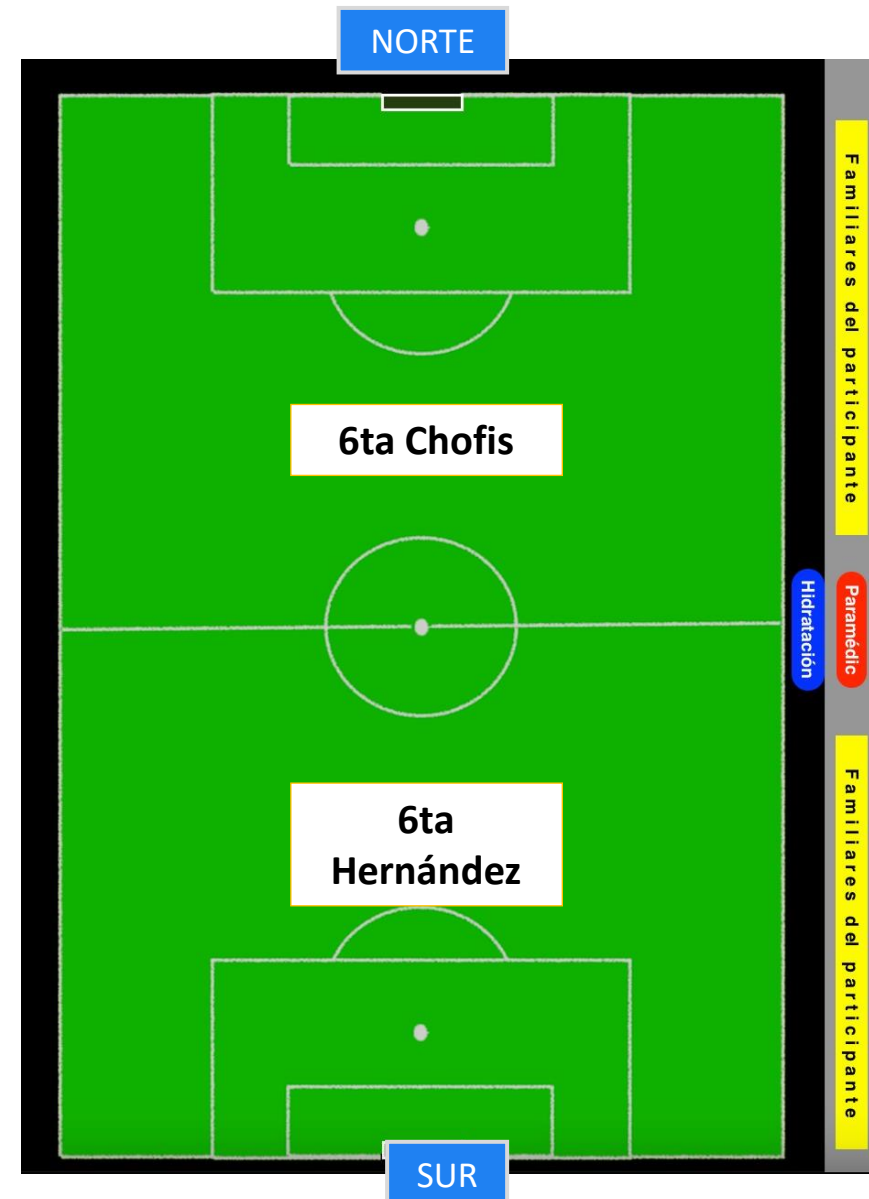 NORTE
Familiares del participante
6ta Chofis
Hidratación
Paramédic
6ta
Hernández
Familiares del participante
SUR